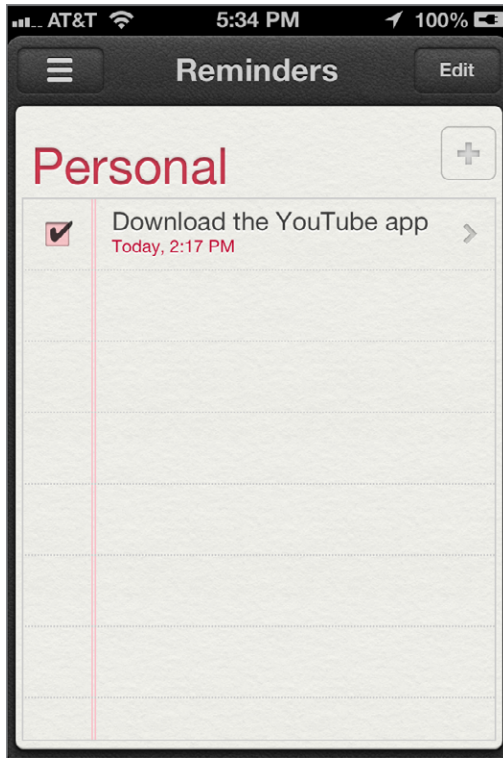 AT&T 5:34 PM 100%
Reminders Edit
Personal
Download the YouTube app
Today, 2:17 PM